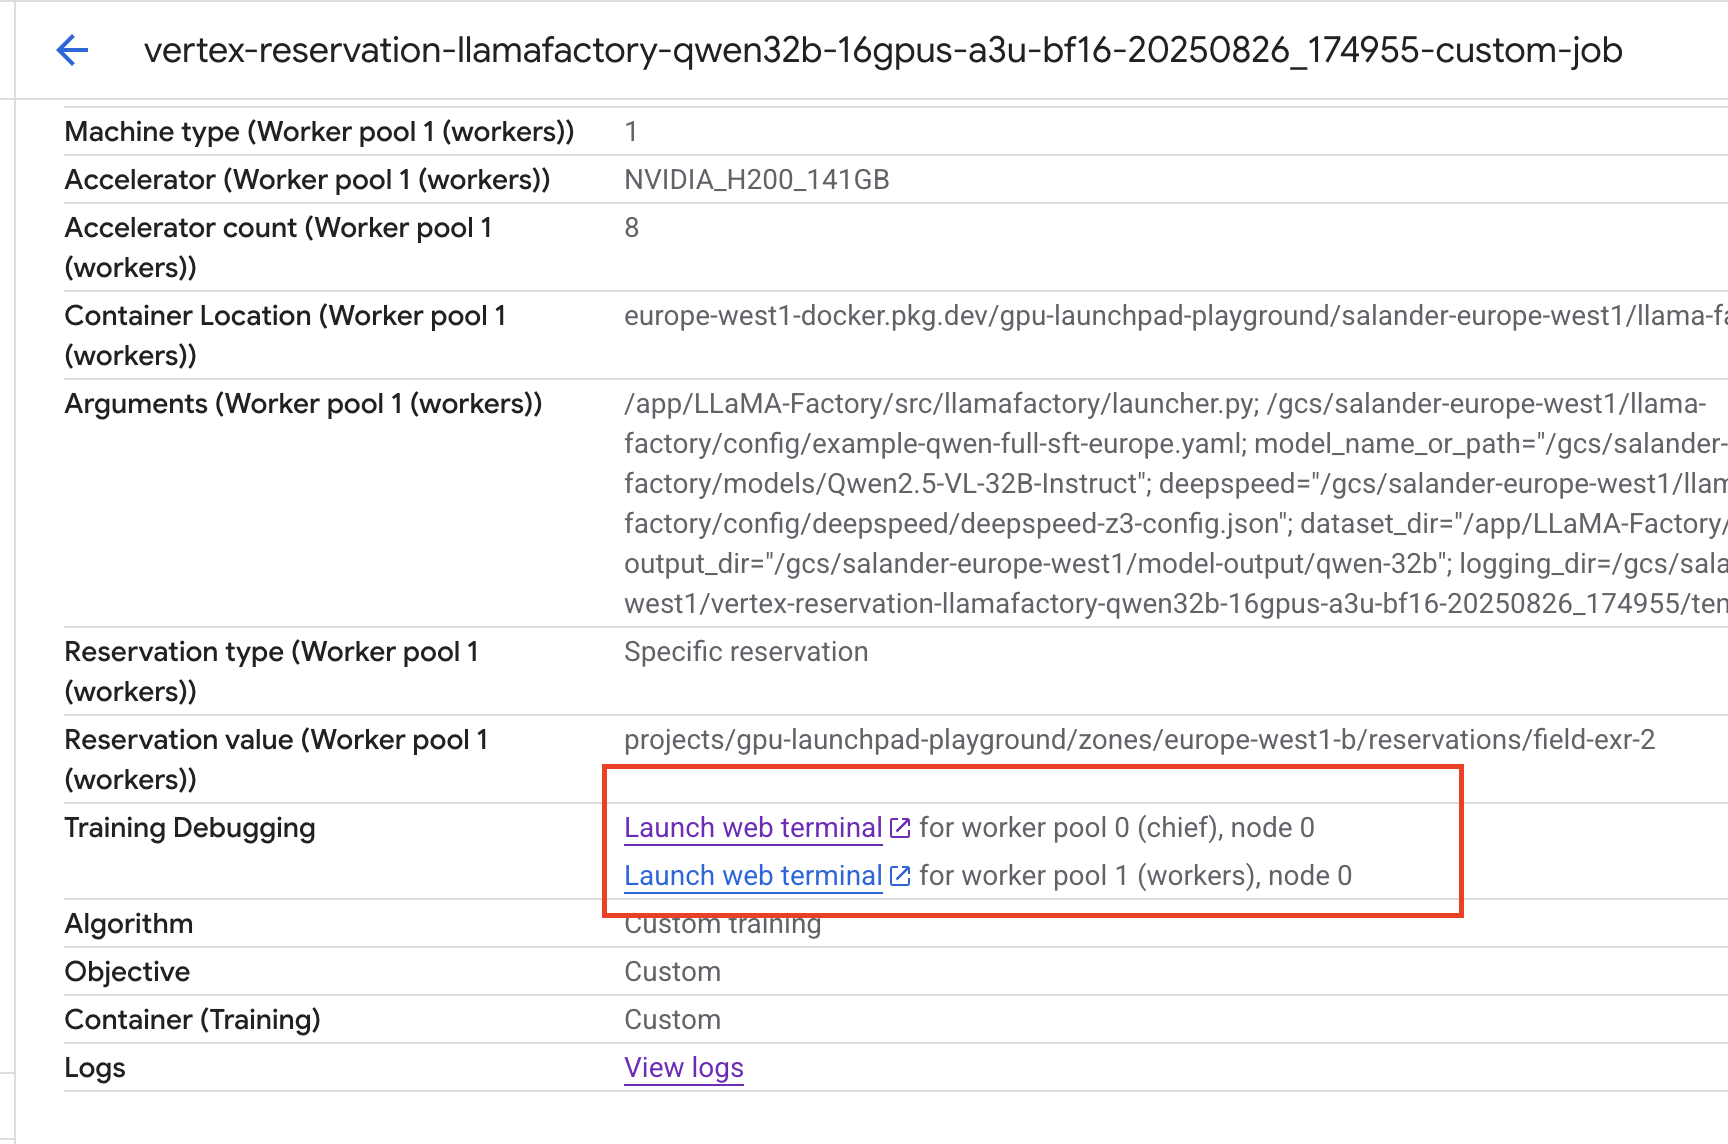 vertex-reservation-llamafactory-qwen32b-16gpus-a3u-bf16-20250826_174955-custom-job
Machine type (Worker pool 1 (workers)) 1
Accelerator (Worker pool 1 (workers)) NVIDIA_H200_141GB
Accelerator count (Worker pool 1 8
(workers))
Container Location (Worker pool 1 europe-west1-docker.pkg.dev/gpu-launchpad-playground/salander-europe-west1/llama-fa
(workers))
Arguments (Worker pool 1 (workers)) /app/LLaMA-Factory/src/llamafactory/launcher.py; /gcs/salander-europe-west1/llama-
factory/config/example-qwen-full-sft-europe.yaml; model_name_or_path="/gcs/salander-
factory/models/Qwen2.5-VL-32B-Instruct"; deepspeed="/gcs/salander-europe-west1/llam
factory/config/deepspeed/deepspeed-z3-config.json"; dataset_dir="/app/LLaMA-Factory/
output_dir="/gcs/salander-europe-west1/model-output/qwen-32b"; logging_dir=/gcs/sala
west1/vertex-reservation-llamafactory-qwen32b-16gpus-a3u-bf16-20250826_174955/ten
Reservation type (Worker pool 1 Specific reservation
(workers))
Reservation value (Worker pool 1 projects/gpu-launchpad-playground/zones/europe-west1-b/reservations/field-exr-2
(workers))
Training Debugging Launch web terminal for worker pool 0 (chief), node 0
Launch web terminal for worker pool 1 (workers), node 0
Algorithm Custom training
Objective Custom
Container (Training) Custom
Logs View logs